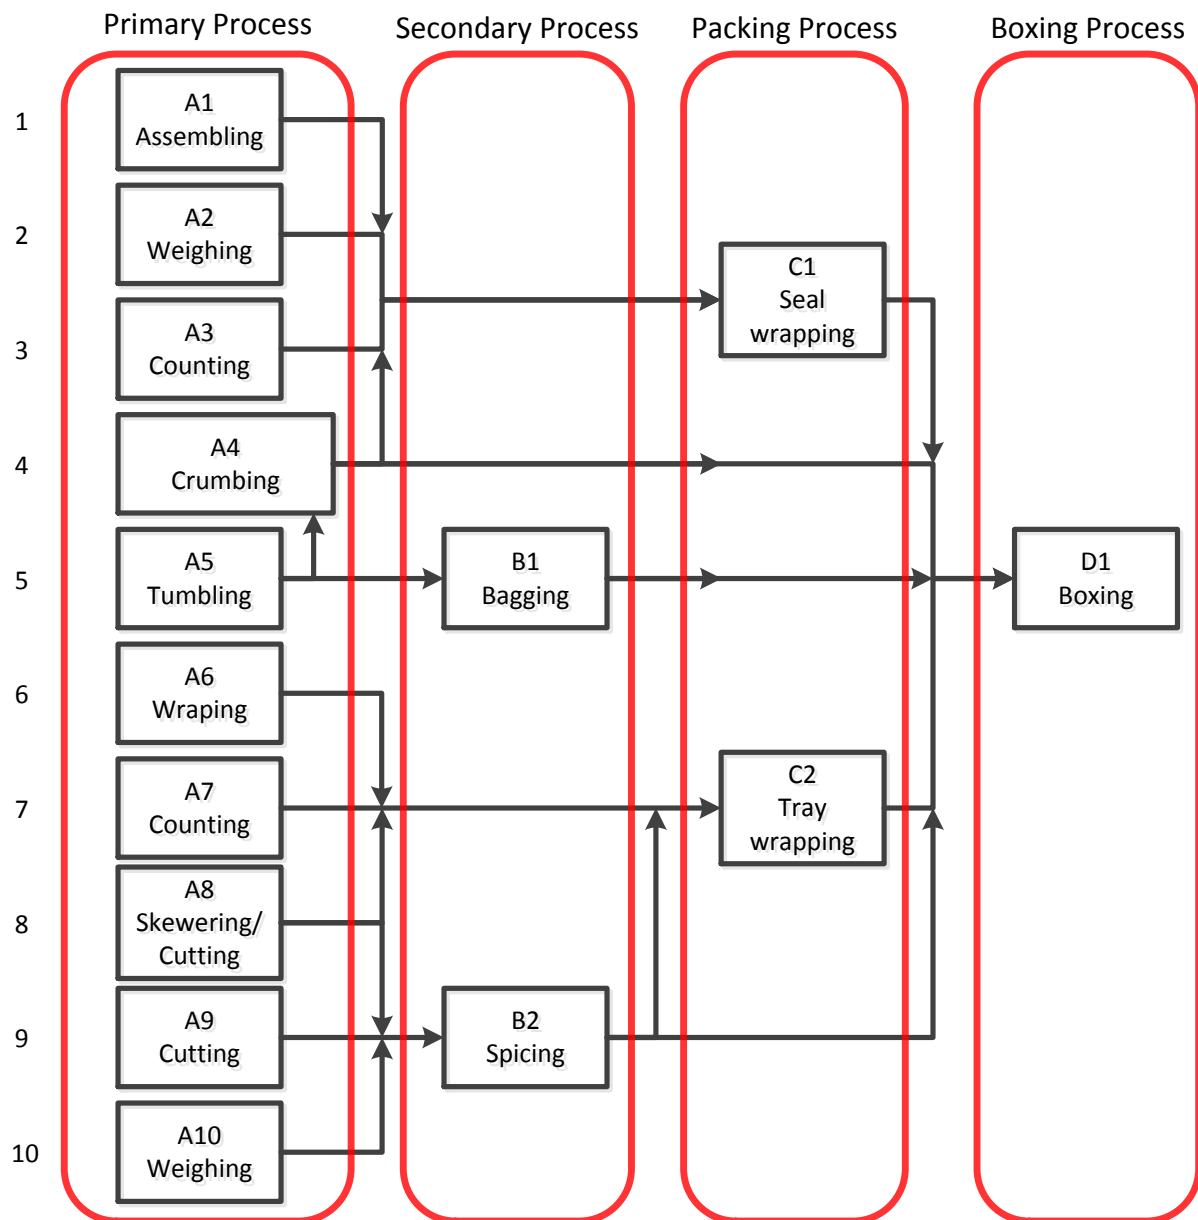 Primary Process
Secondary Process
Packing Process
Boxing Process
1
A1
Assembling
2
A2
Weighing
C1
Seal
wrapping
3
A3
Counting
4
A4
Crumbing
5
A5
Tumbling
B1
Bagging
D1
Boxing
6
A6
Wraping
7
A7
Counting
C2
Tray
wrapping
8
A8
Skewering/
Cutting
9
A9
Cutting
B2
Spicing
10
A10
Weighing